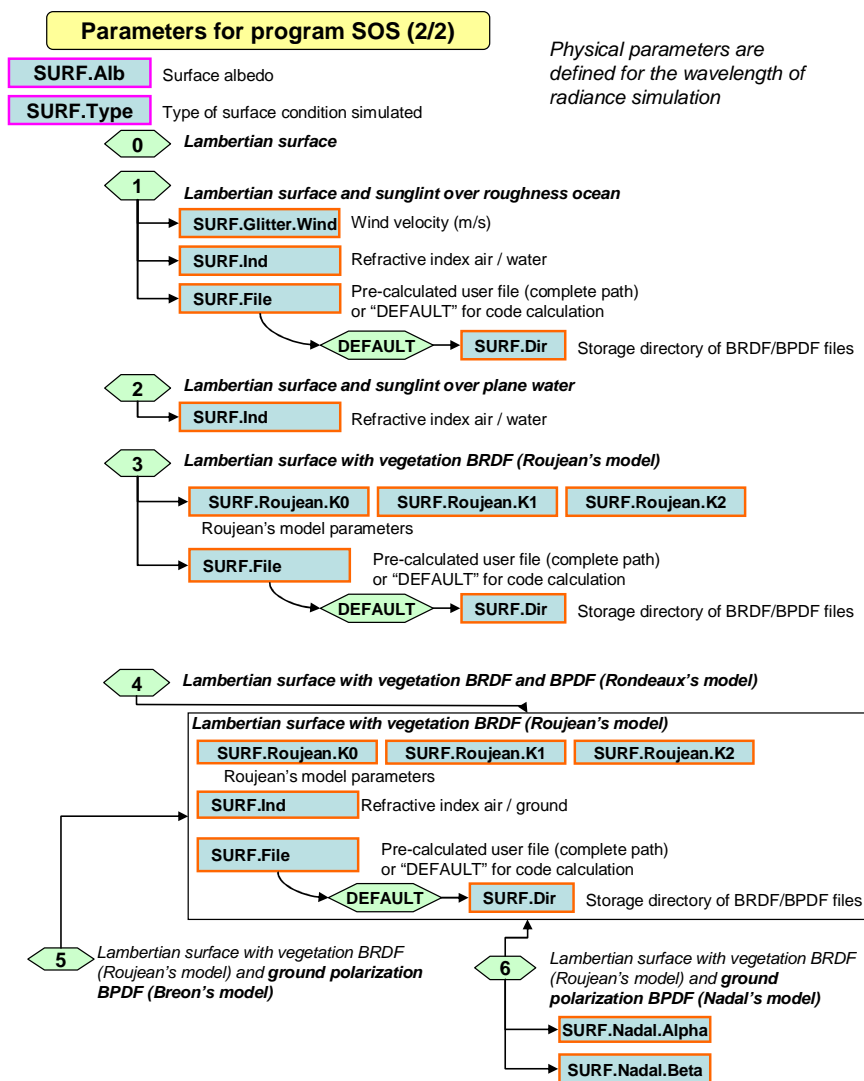 Parameters for program SOS (2/2)
Physical parameters are
defined for the wavelength of
radiance simulation
SURF.Alb
Surface albedo
SURF.Type
Type of surface condition simulated
0
Lambertian surface
1
Lambertian surface and sunglint over roughness ocean
SURF.Glitter.Wind
Wind velocity (m/s)
SURF.Ind
Refractive index air / water
SURF.File
Pre-calculated user file (complete path)
or “DEFAULT” for code calculation
DEFAULT
SURF.Dir
Storage directory of BRDF/BPDF files
2
Lambertian surface and sunglint over plane water
SURF.Ind
Refractive index air / water
3
Lambertian surface with vegetation BRDF (Roujean’s model)
SURF.Roujean.K0
SURF.Roujean.K1
SURF.Roujean.K2
Roujean’s model parameters
SURF.File
Pre-calculated user file (complete path)
or “DEFAULT” for code calculation
DEFAULT
SURF.Dir
Storage directory of BRDF/BPDF files
4
Lambertian surface with vegetation BRDF and BPDF (Rondeaux’s model)
Lambertian surface with vegetation BRDF (Roujean’s model)
SURF.Roujean.K0
SURF.Roujean.K1
SURF.Roujean.K2
Roujean’s model parameters
SURF.Ind
Refractive index air / ground
SURF.File
Pre-calculated user file (complete path)
or “DEFAULT” for code calculation
DEFAULT
SURF.Dir
Storage directory of BRDF/BPDF files
5
Lambertian surface with vegetation BRDF
(Roujean’s model) and ground polarization
BPDF (Breon’s model)
6
Lambertian surface with vegetation BRDF
(Roujean’s model) and ground
polarization BPDF (Nadal’s model)
SURF.Nadal.Alpha
SURF.Nadal.Beta